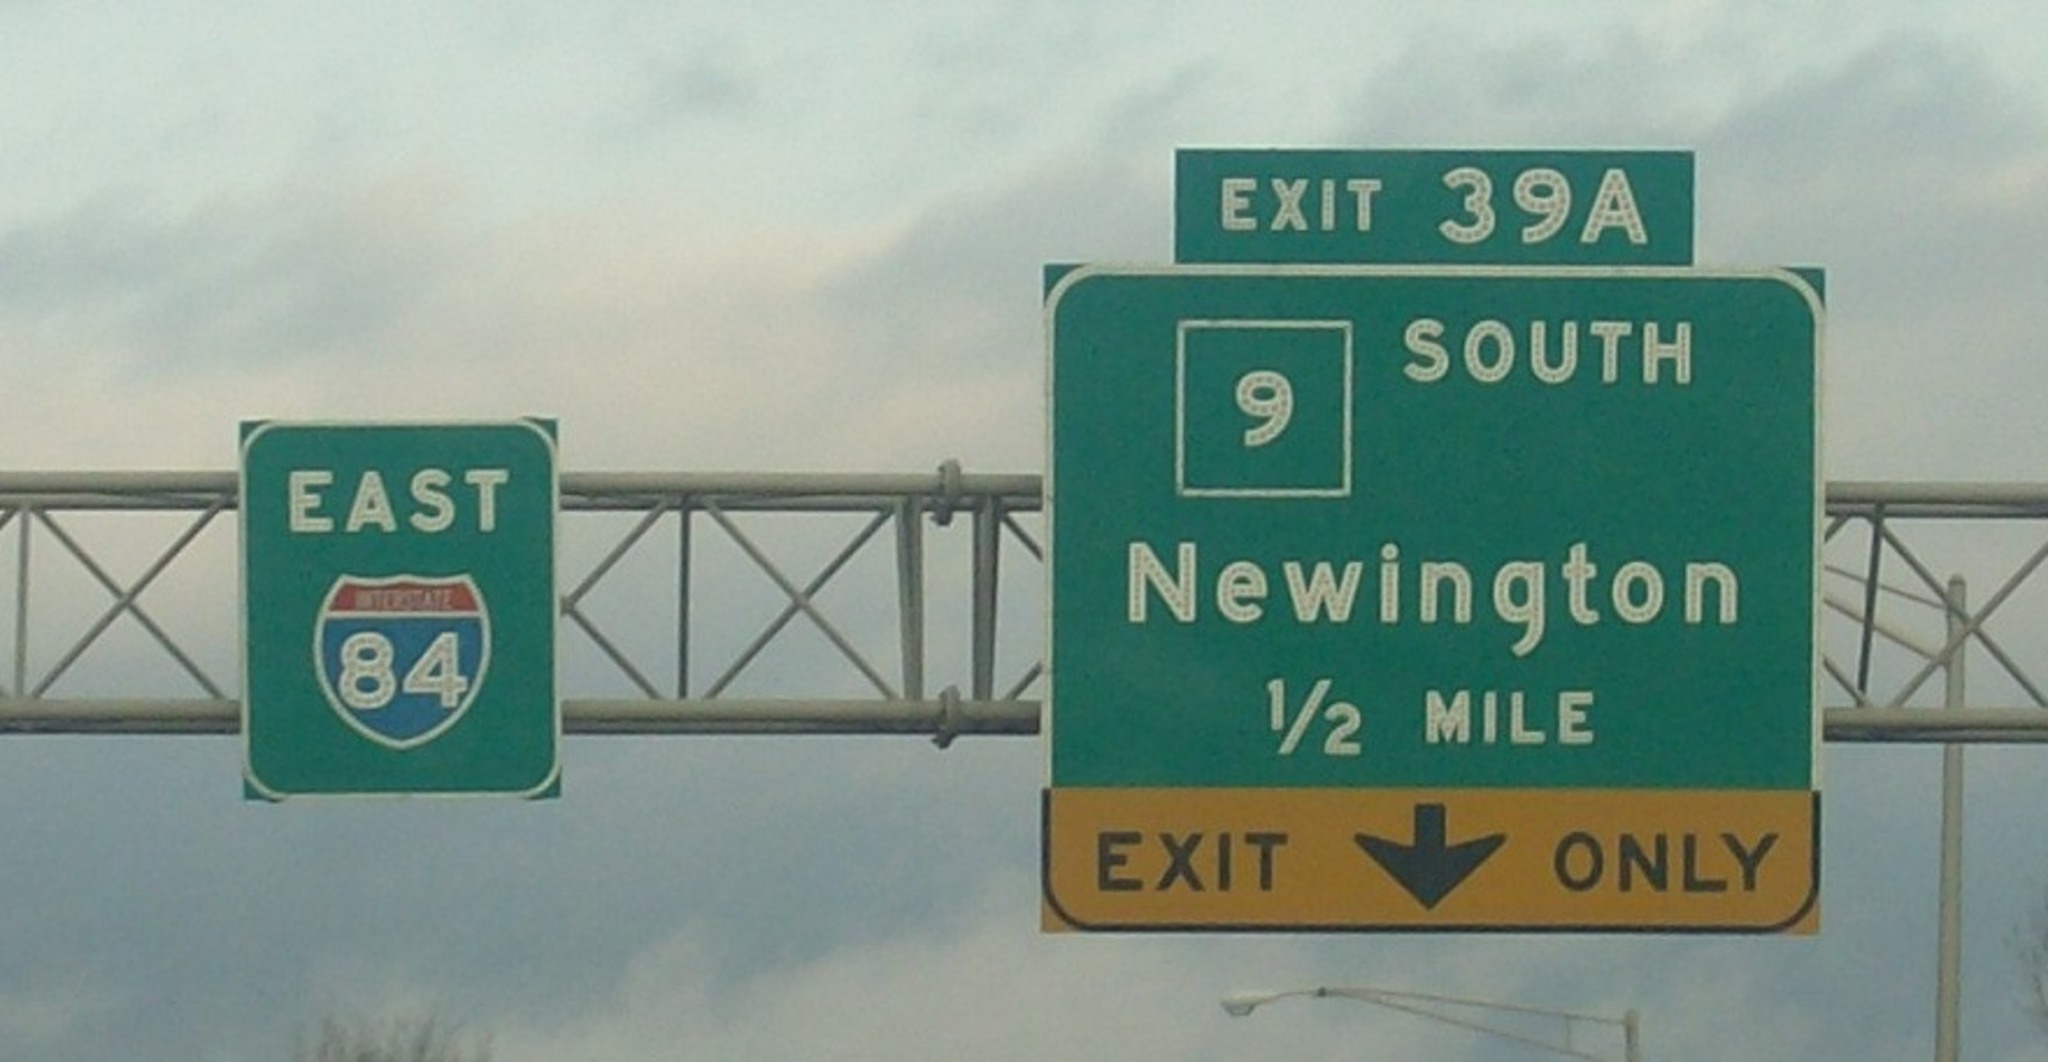 EAST
INTERSTATE
84
EXIT 39A
9 SOUTH
Newington
1/2 MILE
EXIT ONLY